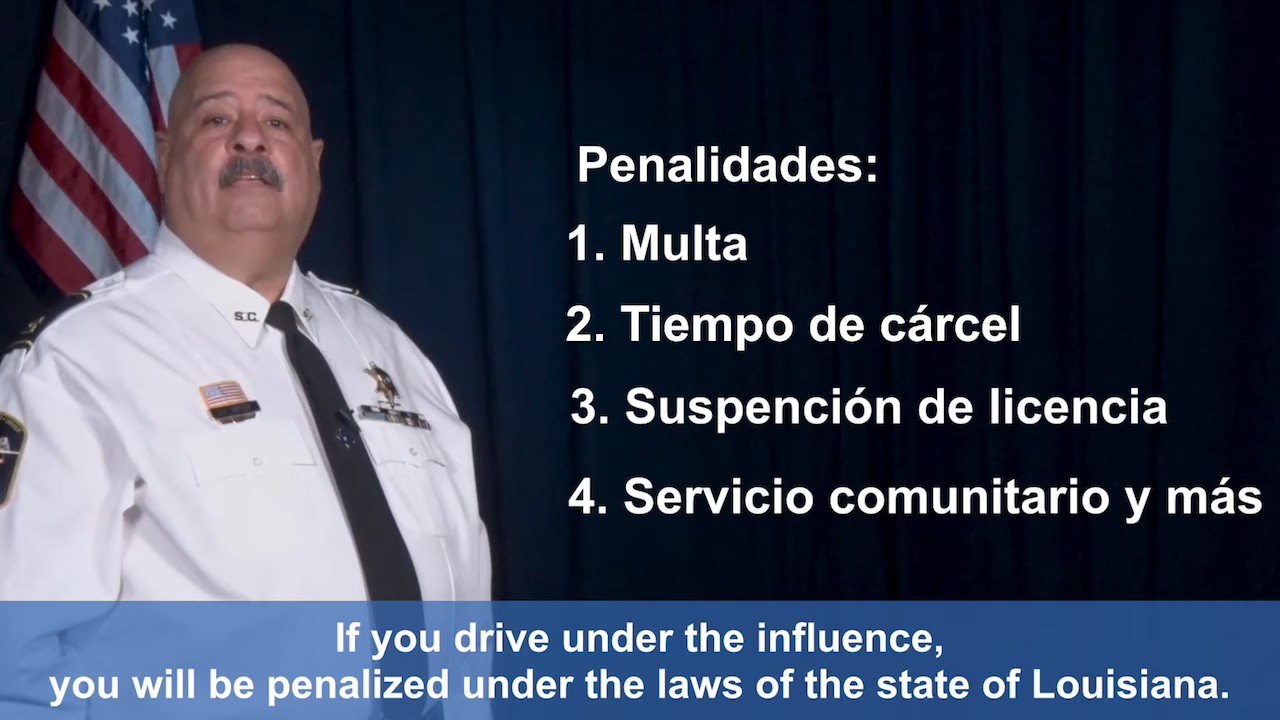 Penalidades:
1. Multa
2. Tiempo de cárcel
3. Suspención de licencia
4. Servicio comunitario y más
S.C.
If you drive under the influence,
you will be penalized under the laws of the state of Louisiana.